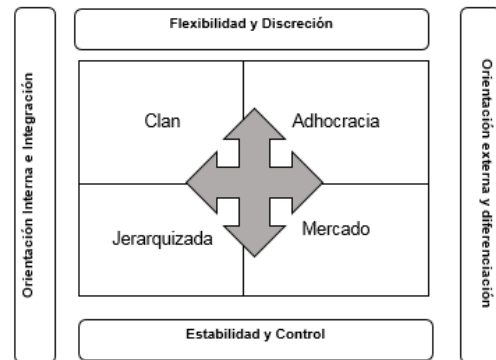 Flexibilidad y Discreción
Orientación Interna e Integración
Clan
Adhocracia
Jerarquizada
Mercado
Orientación externa y diferenciación
Estabilidad y Control